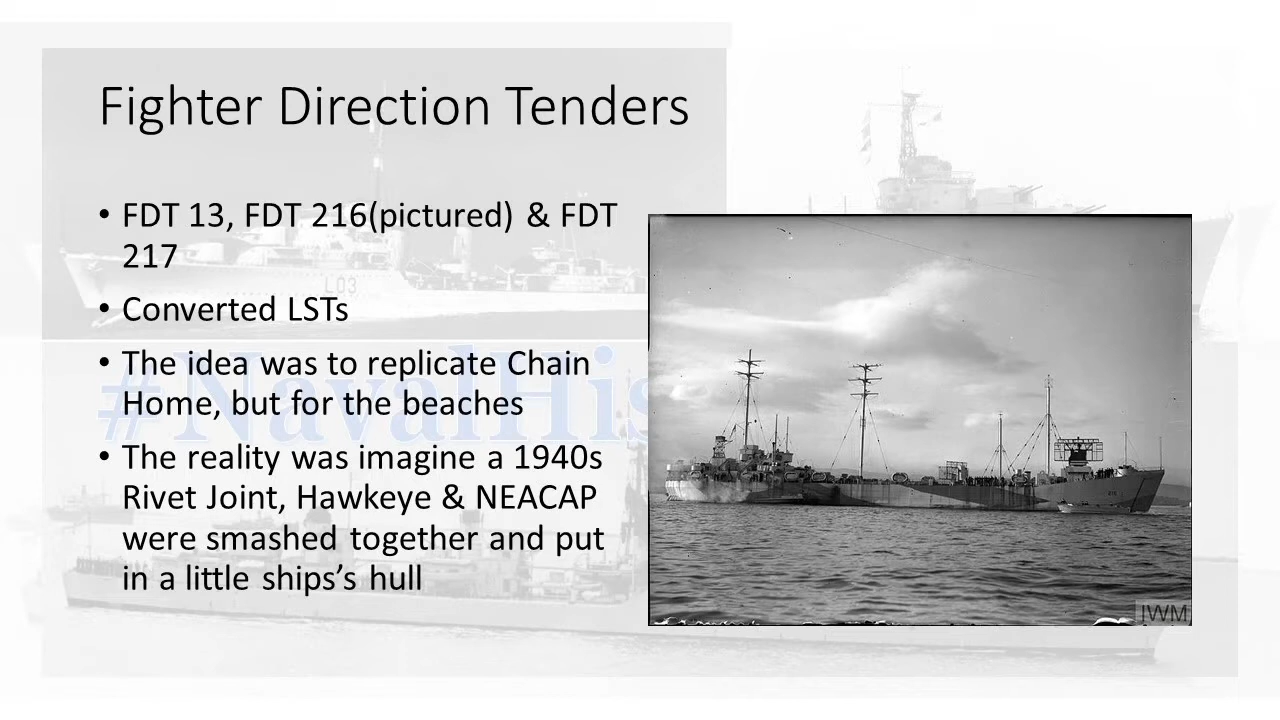 Fighter Direction Tenders
• FDT 13, FDT 216(pictured) & FDT
217
• Converted LSTs
• The idea was to replicate Chain
Home, but for the beaches
• The reality was imagine a 1940s
Rivet Joint, Hawkeye & NEACAP
were smashed together and put
in a little ships’s hull
L03
#NavalHis
IWM